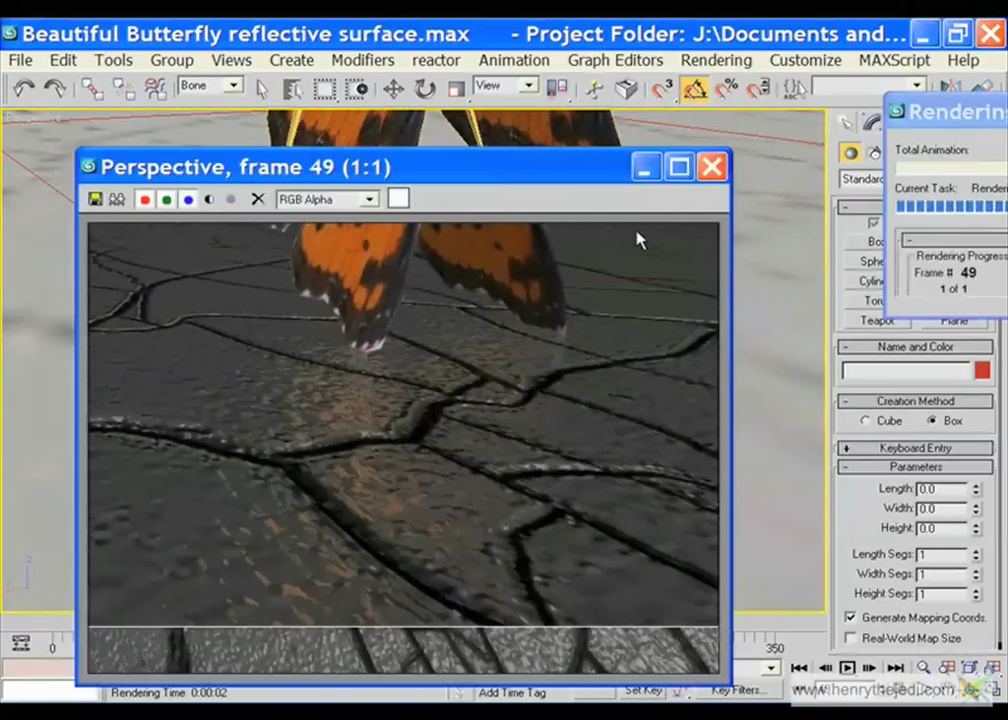 Beautiful Butterfly reflective surface.max - Project Folder: J:\Documents and...
File Edit Tools Group Views Create Modifiers reactor Animation Graph Editors Rendering Customize MAXScript Help
Bone View
Perspective, frame 49 (1:1)
RGB Alpha
Rendering
Total Animation:
Current Task: Render
Rendering Progress
Frame # 49
1 of 1
Standard
Name and Color
Creation Method
Cube Box
Keyboard Entry
Parameters
Length: 0.0
Width: 0.0
Height: 0.0
Length Segs: 1
Width Segs: 1
Height Segs: 1
Generate Mapping Coords.
Real-World Map Size
0 350
Rendering Time 0:00:02 Add Time Tag Set Key Key Filters...
www.henrythejedi.com